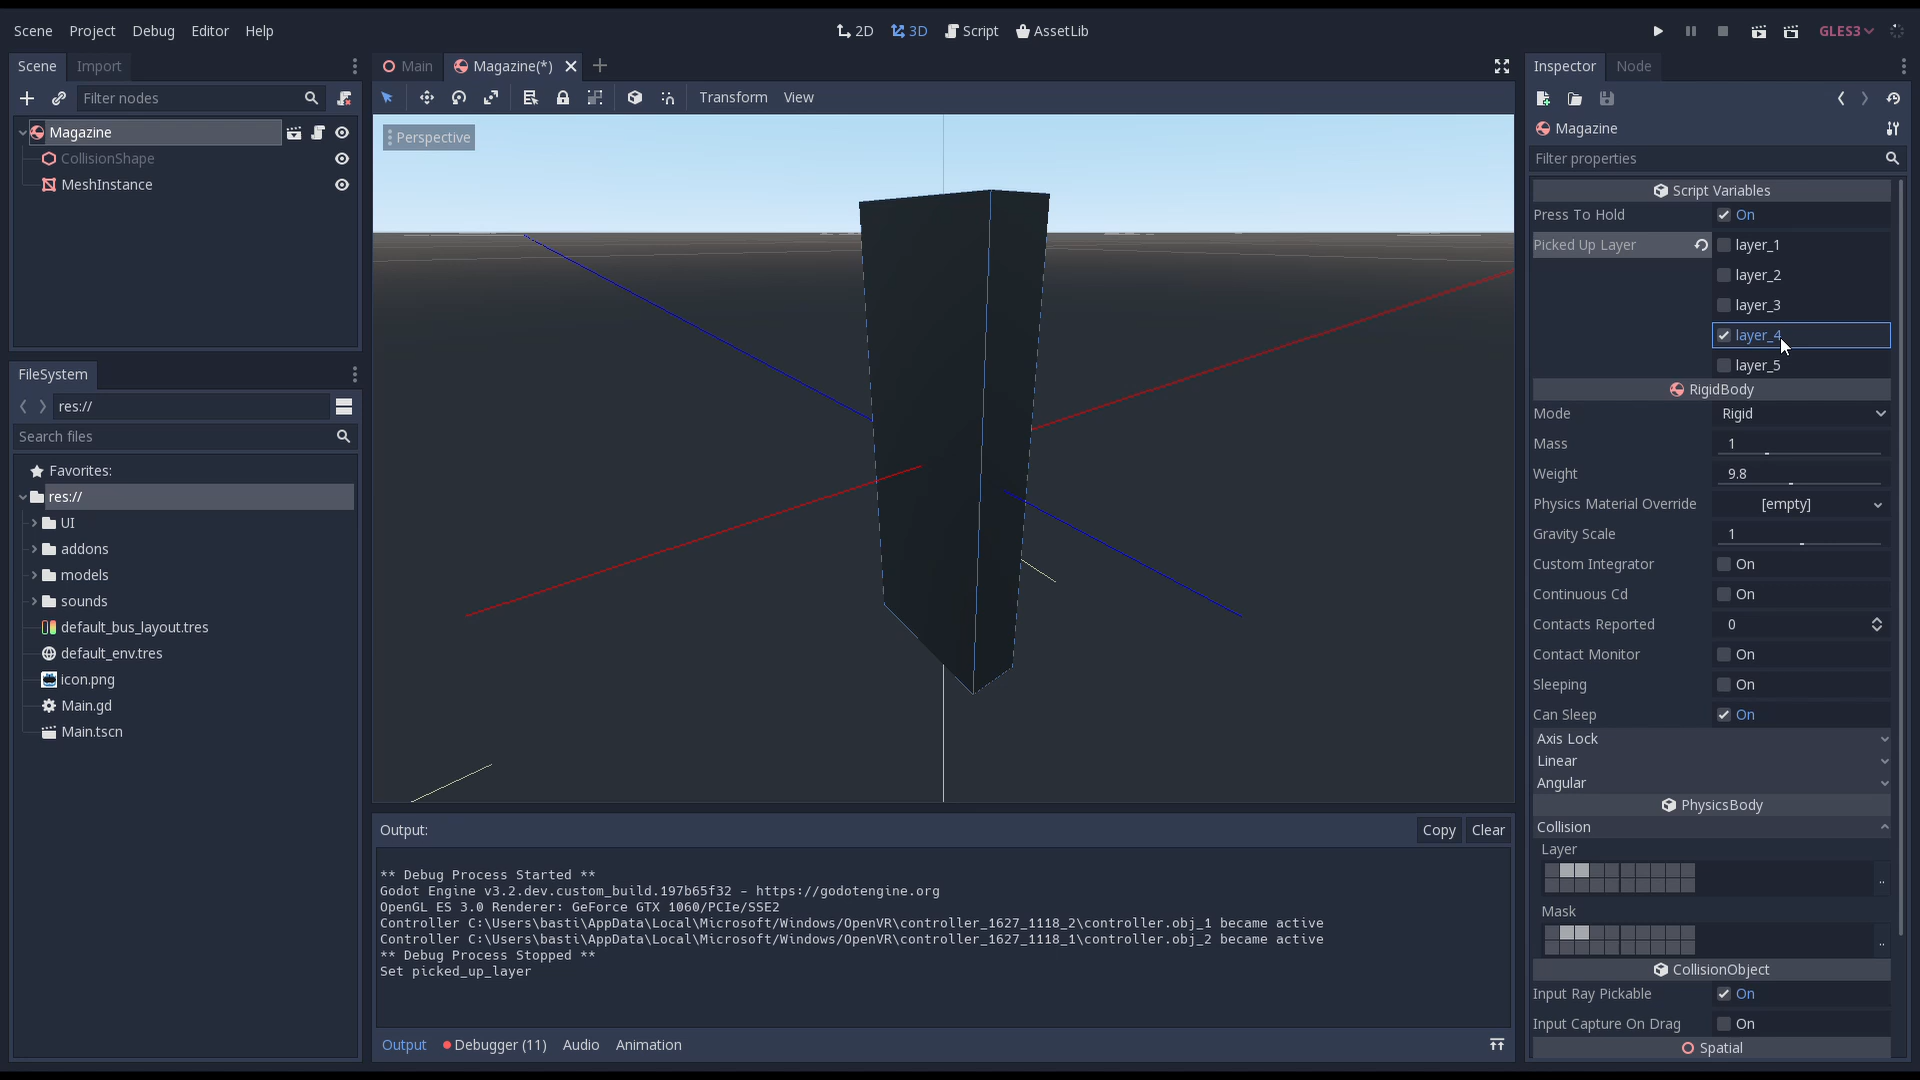 Scene Project Debug Editor Help
2D 3D Script AssetLib
GLES3
Scene Import
Main Magazine(*)
Inspector Node
Filter nodes
Transform View
Magazine
CollisionShape
MeshInstance
Perspective
FileSystem
res://
Search files
Favorites:
res://
UI
addons
models
sounds
default_bus_layout.tres
default_env.tres
icon.png
Main.gd
Main.tscn
Output:
Copy Clear
** Debug Process Started **
Godot Engine v3.2.dev.custom_build.197b65f32 - https://godotengine.org
OpenGL ES 3.0 Renderer: GeForce GTX 1060/PCIe/SSE2
Controller C:\Users\basti\AppData\Local\Microsoft/Windows/OpenVR\controller_1627_1118_2\controller.obj_1 became active
Controller C:\Users\basti\AppData\Local\Microsoft/Windows/OpenVR\controller_1627_1118_1\controller.obj_2 became active
** Debug Process Stopped **
Set picked_up_layer
Output Debugger (11) Audio Animation
Magazine
Filter properties
Script Variables
Press To Hold On
Picked Up Layer layer_1
layer_2
layer_3
layer_4
layer_5
RigidBody
Mode Rigid
Mass 1
Weight 9.8
Physics Material Override [empty]
Gravity Scale 1
Custom Integrator On
Continuous Cd On
Contacts Reported 0
Contact Monitor On
Sleeping On
Can Sleep On
Axis Lock
Linear
Angular
PhysicsBody
Collision
Layer
..
Mask
..
CollisionObject
Input Ray Pickable On
Input Capture On Drag On
Spatial